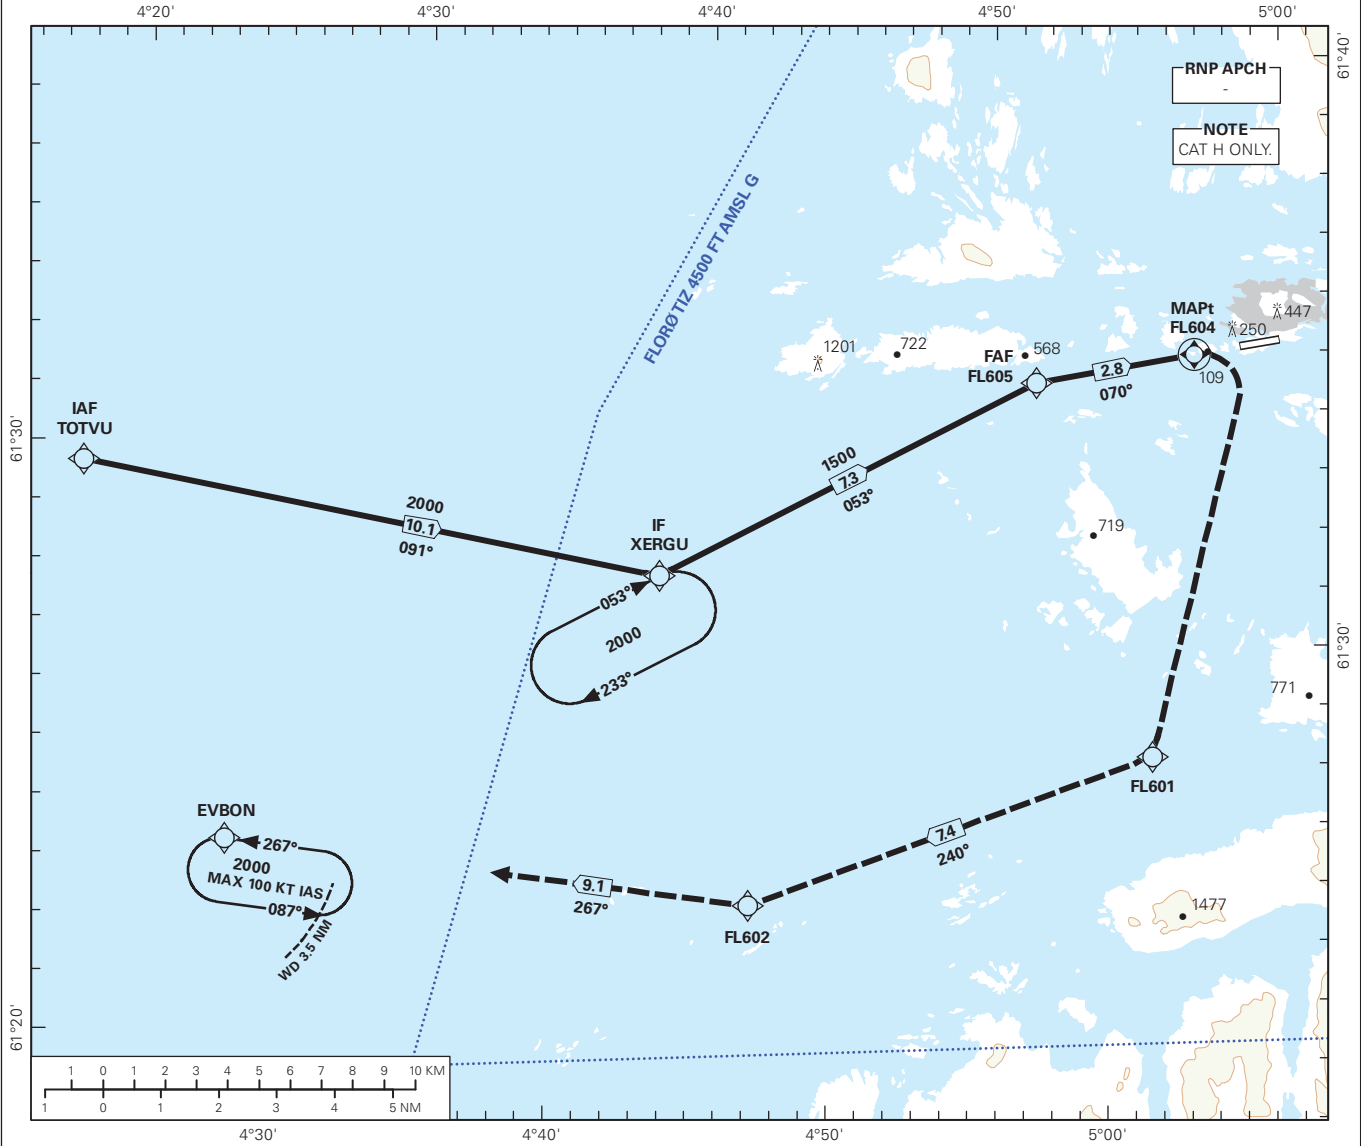 4°20'
4°30'
4°40'
4°50'
5°00'
61°40'
RNP APCH
-
NOTE
CAT H ONLY.
FLORØ TIZ 4500 FT AMSL G
447
250
MAPt
FL604
109
1201
722
568
FAF
FL605
2.8
070°
IAF
TOTVU
61°30'
2000
10.1
091°
1500
7.3
053°
IF
XERGU
053°
2000
233°
719
61°30'
771
FL601
EVBON
267°
2000
MAX 100 KT IAS
087°
WD 3.5 NM
7.4
240°
9.1
267°
FL602
1477
61°20'
1 0 1 2 3 4 5 6 7 8 9 10 KM
1 0 1 2 3 4 5 NM
4°30'
4°40'
4°50'
5°00'